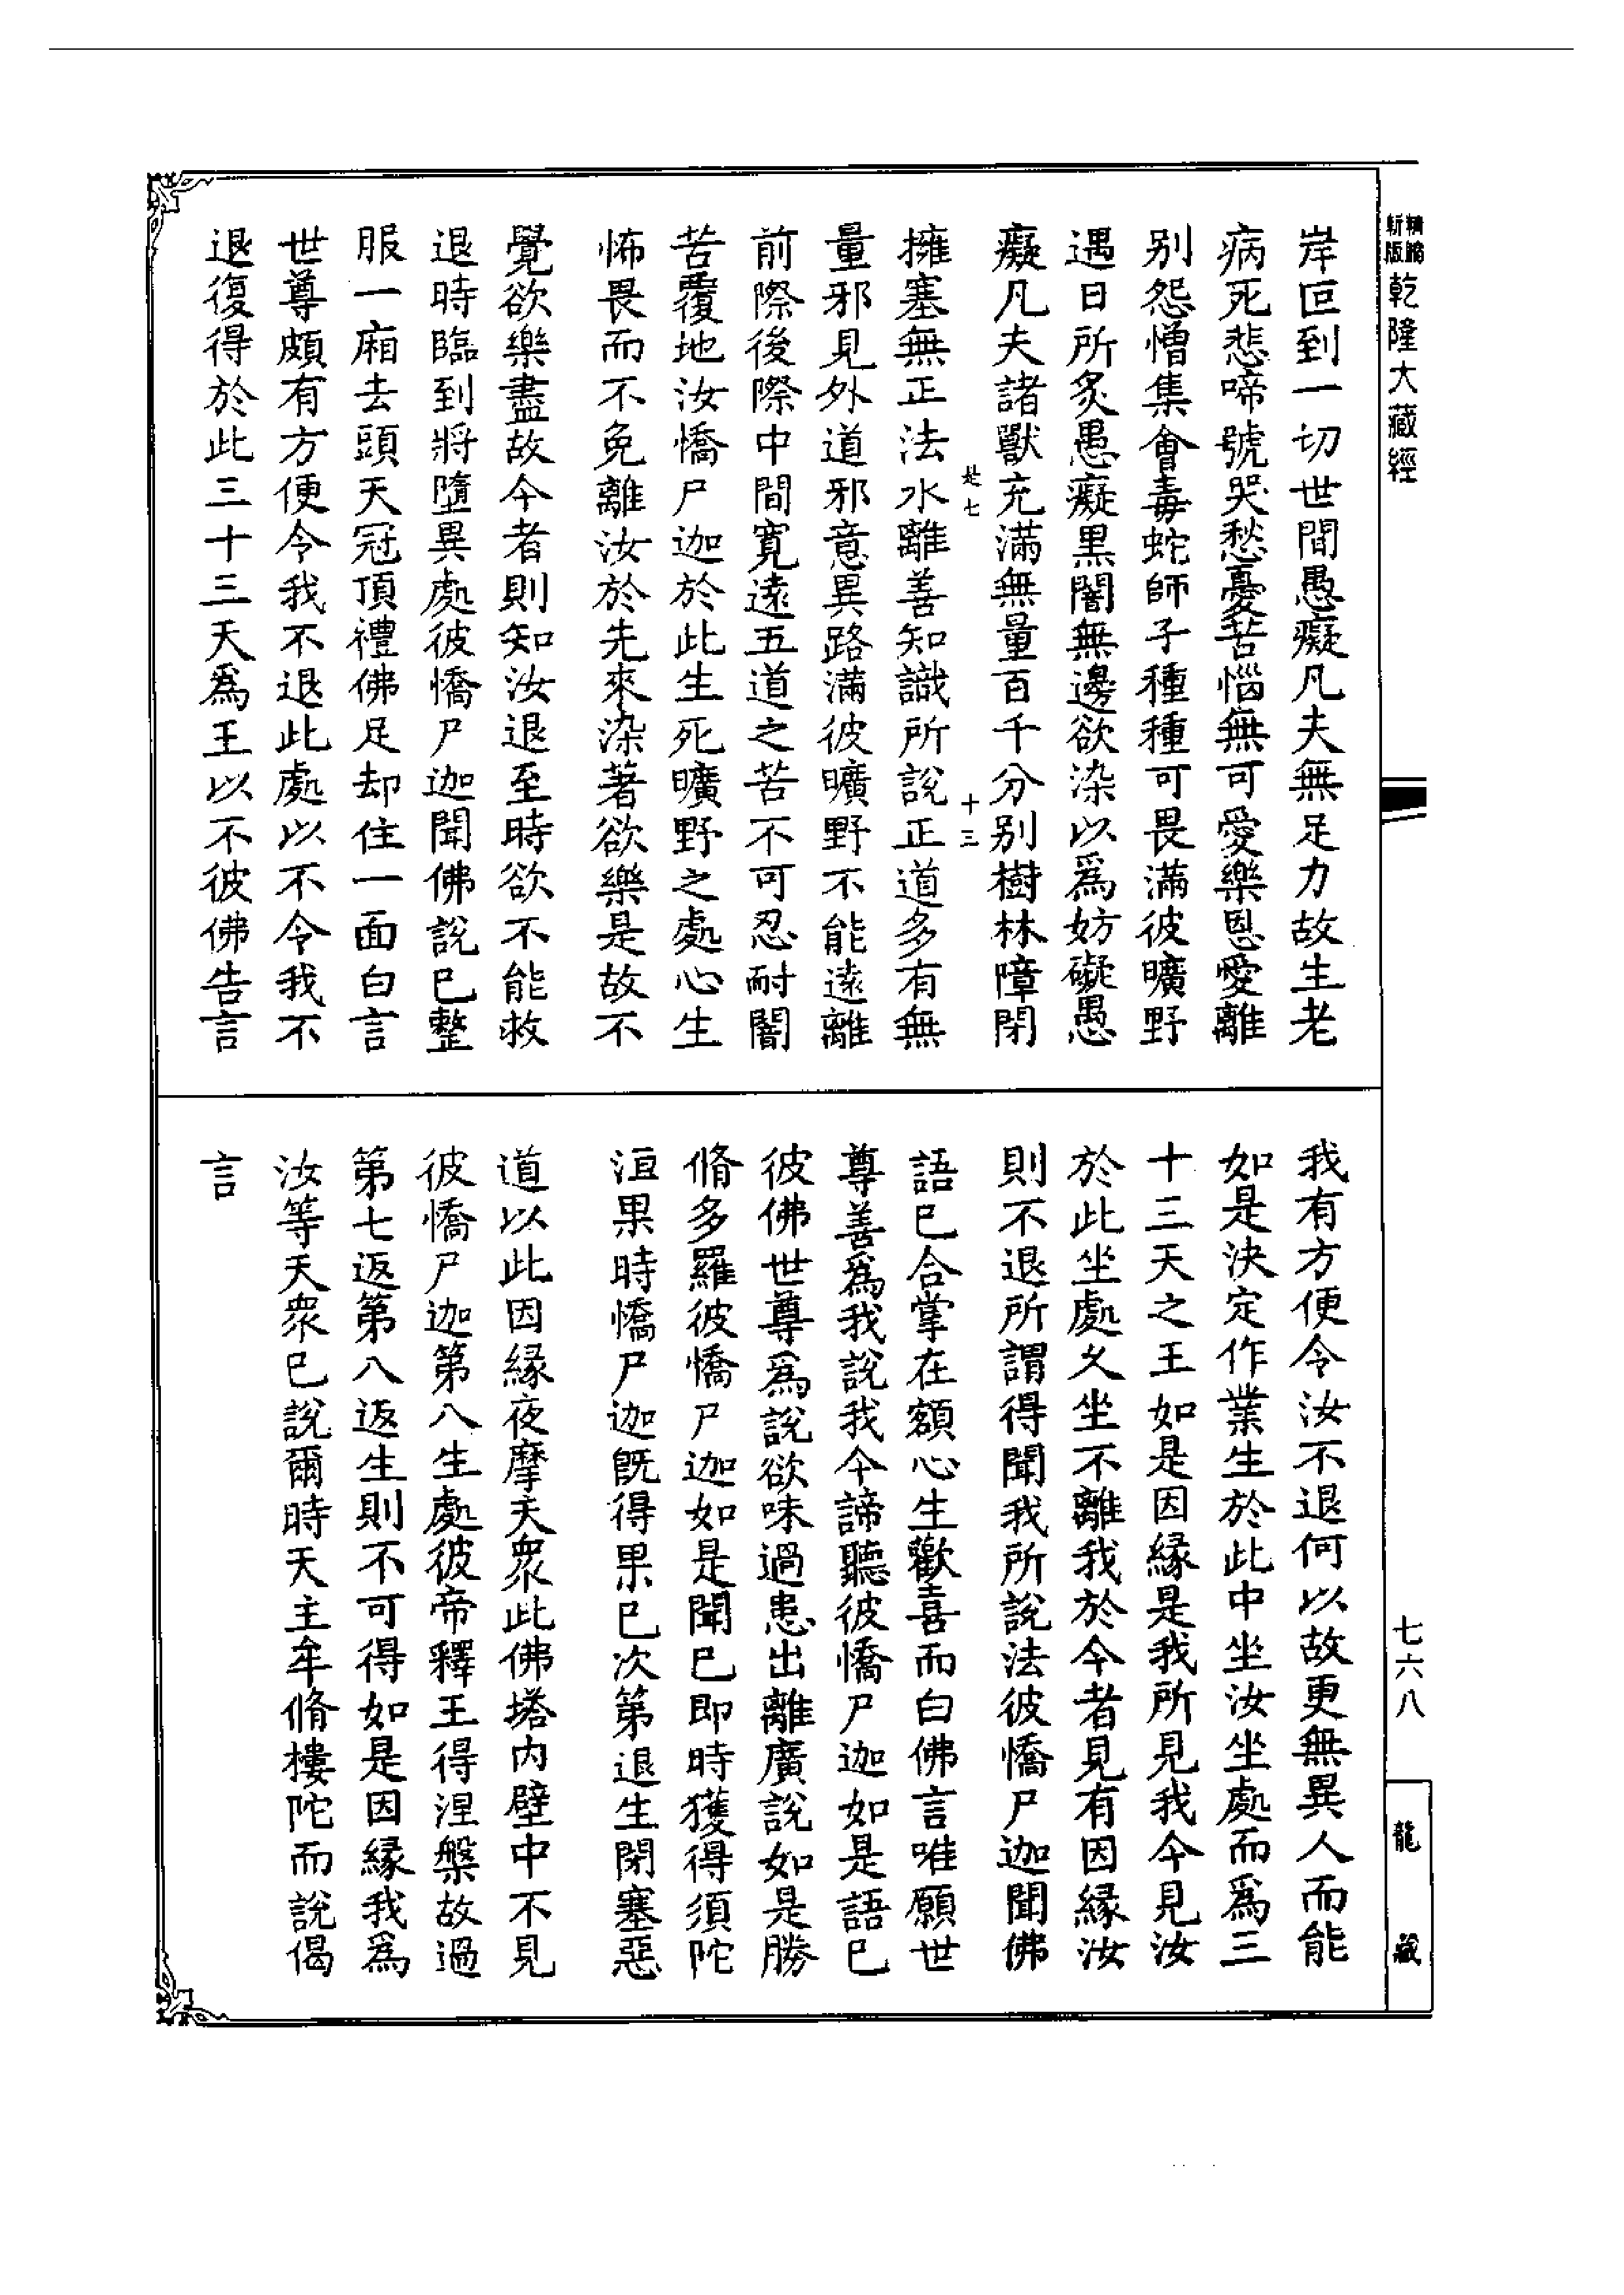 精編
新版
乾隆大藏經
岸叵到一切世間愚癡凡夫無足力故生老
病死悲啼號哭愁憂苦惱無可愛樂恩愛離
别怨憎集會毒蛇師子種種可畏滿彼曠野
遇日所炙愚癡黑闇無邊欲染以爲妨礙愚
癡凡夫諸獸充滿無量百千分别樹林障閉
十三
擁塞無正法水離善知識所說正道多有無
量邪見外道邪意異路滿彼曠野不能遠離
前際後際中間寬遠五道之苦不可忍耐闇
苦覆地汝憍尸迦於此生死曠野之處心生
怖畏而不免離汝於先來染著欲樂是故不
覺欲樂盡故今者則知汝退至時欲不能救
退時臨到將墮異處彼憍尸迦聞佛說已整
服一廂去頭天冠頂禮佛足却住一面白言
世尊頗有方便令我不退此處以不令我不
退復得於此三十三天爲王以不彼佛告言
我有方便令汝不退何以故更無異人而能
如是決定作業生於此中坐汝坐處而爲三
十三天之王如是因緣是我所見我今見汝
於此坐處久坐不離我於今者見有因緣汝
則不退所謂得聞我所說法彼憍尸迦聞佛
語已合掌在額心生歡喜而白佛言唯願世
尊善爲我說我今諦聽彼憍尸迦如是語已
彼佛世尊爲說欲味過患出離廣說如是勝
脩多羅彼憍尸迦如是聞已即時獲得須陀
洹果時憍尸迦旣得果已次第退生閉塞惡
道以此因緣夜摩天衆此佛塔内壁中不見
彼憍尸迦第八生處彼帝釋王得涅槃故過
第七返第八返生則不可得如是因緣我爲
汝等天衆已說爾時天主牟脩樓陀而說偈
言
七六八
龍藏